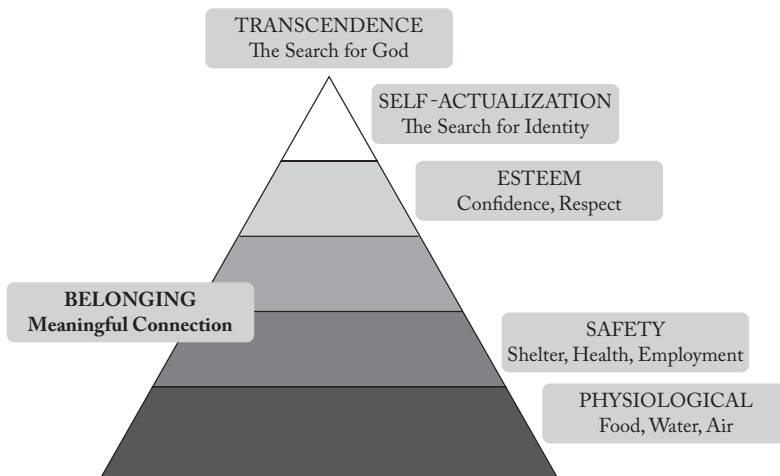 TRANSCENDENCE
The Search for God
SELF-ACTUALIZATION
The Search for Identity
ESTEEM
Confidence, Respect
BELONGING
Meaningful Connection
SAFETY
Shelter, Health, Employment
PHYSIOLOGICAL
Food, Water, Air